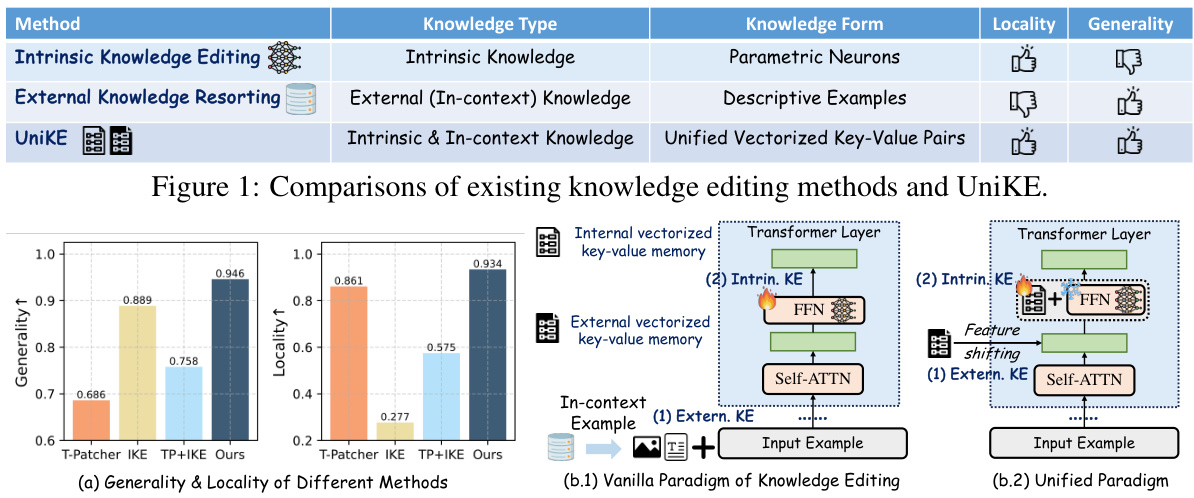 Method Knowledge Type Knowledge Form Locality Generality
Intrinsic Knowledge Editing Intrinsic Knowledge Parametric Neurons
External Knowledge Resorting External (In-context) Knowledge Descriptive Examples
UniKE Intrinsic & In-context Knowledge Unified Vectorized Key-Value Pairs
Figure 1: Comparisons of existing knowledge editing methods and UniKE.
Generality↑
1.0
0.9
0.8
0.7
0.6
0.686
0.889
0.758
0.946
T-Patcher IKE TP+IKE Ours
Locality↑
1.0
0.8
0.6
0.4
0.2
0.861
0.277
0.575
0.934
T-Patcher IKE TP+IKE Ours
(a) Generality & Locality of Different Methods
Internal vectorized
key-value memory
External vectorized
key-value memory
In-context
Example
(1) Extern. KE
Transformer Layer
(2) Intrin. KE
FFN
Self-ATTN
......
Input Example
(b.1) Vanilla Paradigm of Knowledge Editing
Transformer Layer
(2) Intrin. KE
+
FFN
Feature
shifting
(1) Extern. KE
Self-ATTN
......
Input Example
(b.2) Unified Paradigm